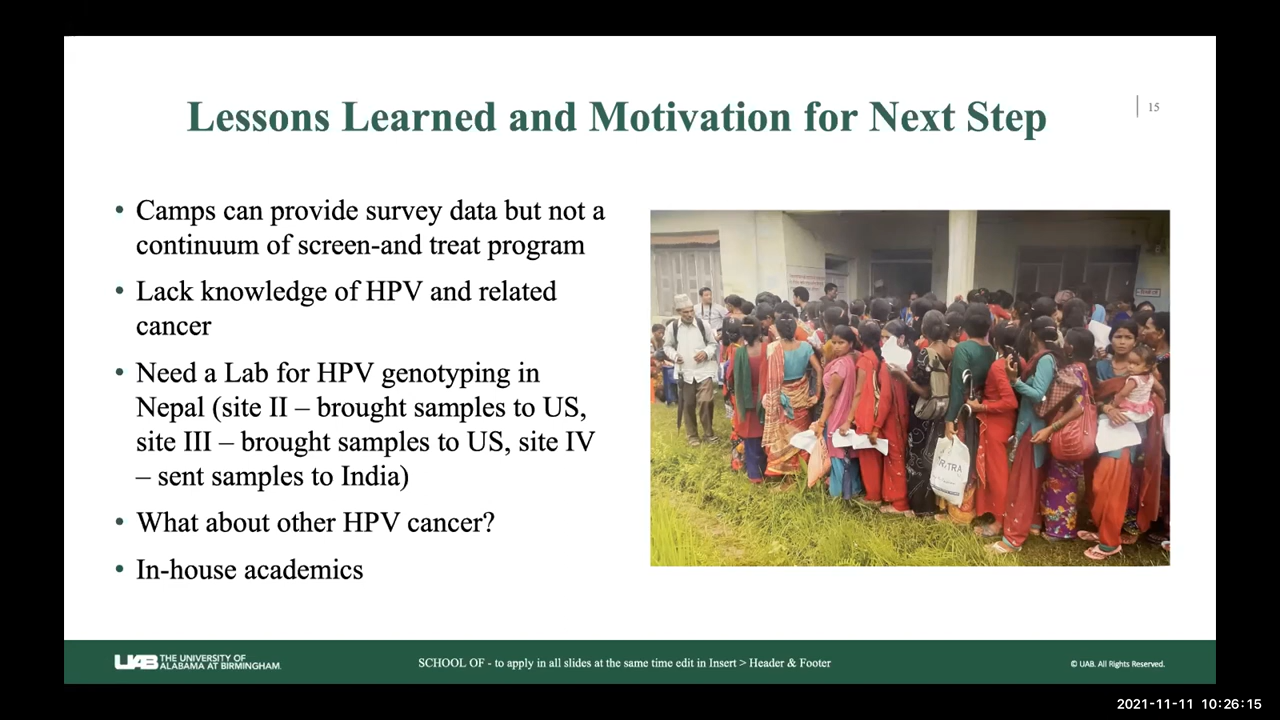 Lessons Learned and Motivation for Next Step
15
• Camps can provide survey data but not a
continuum of screen-and treat program
• Lack knowledge of HPV and related
cancer
• Need a Lab for HPV genotyping in
Nepal (site II – brought samples to US,
site III – brought samples to US, site IV
– sent samples to India)
• What about other HPV cancer?
• In-house academics
UAB THE UNIVERSITY OF
ALABAMA AT BIRMINGHAM.
SCHOOL OF - to apply in all slides at the same time edit in Insert > Header & Footer
© UAB. All Rights Reserved.
2021-11-11 10:26:15